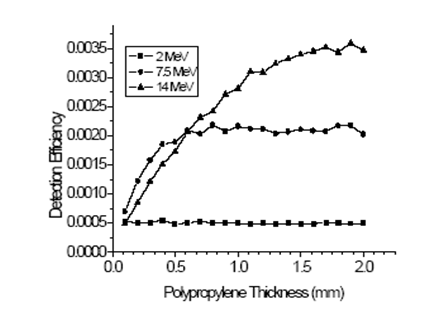 0.0035
0.0030
0.0025
0.0020
0.0015
0.0010
0.0005
0.0000
Detection Efficiency
2 MeV
7.5 MeV
14 MeV
0.0 0.5 1.0 1.5 2.0
Polypropylene Thickness (mm)